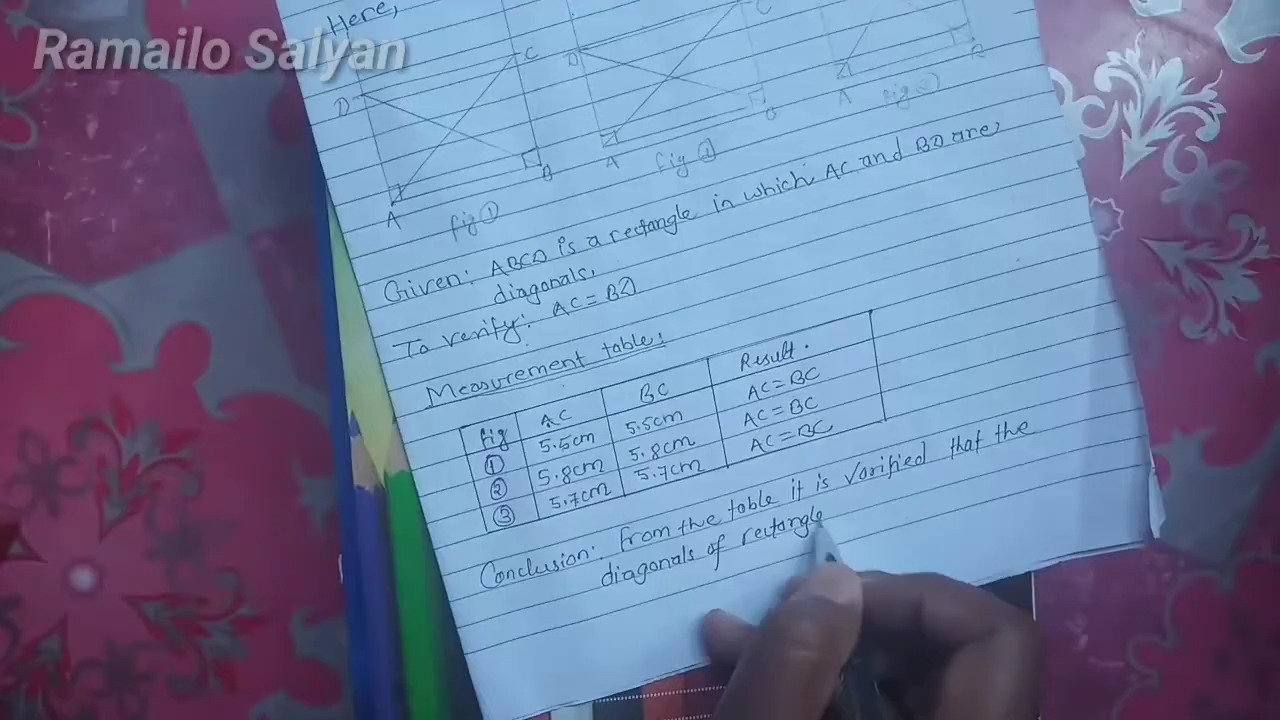 Ramailo Salyan
Here,
D C
D C
A B
A B
A
fig ①
fig ②
Given: ABCD is a rectangle in which AC and BD are
diagonals.
To verify: AC = BD
Measurement table:
fig AC BC Result.
① 5.5cm 5.5cm AC = BC
② 5.8cm 5.8cm AC = BC
③ 5.7cm 5.7cm AC = BC
Conclusion: From the table it is varified that the
diagonals of rectangle